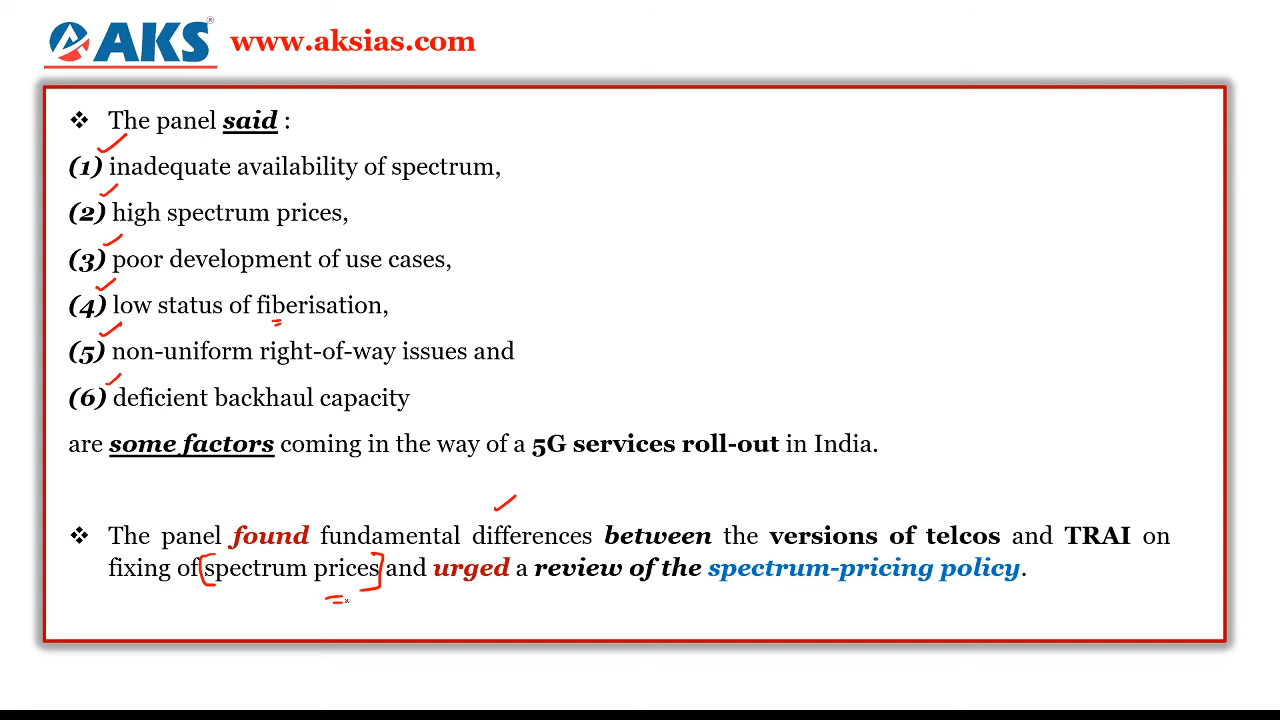 AKS® www.aksias.com
❖ The panel said :
(1) inadequate availability of spectrum,
(2) high spectrum prices,
(3) poor development of use cases,
(4) low status of fiberisation,
(5) non-uniform right-of-way issues and
(6) deficient backhaul capacity
are some factors coming in the way of a 5G services roll-out in India.
❖ The panel found fundamental differences between the versions of telcos and TRAI on
fixing of spectrum prices and urged a review of the spectrum-pricing policy.